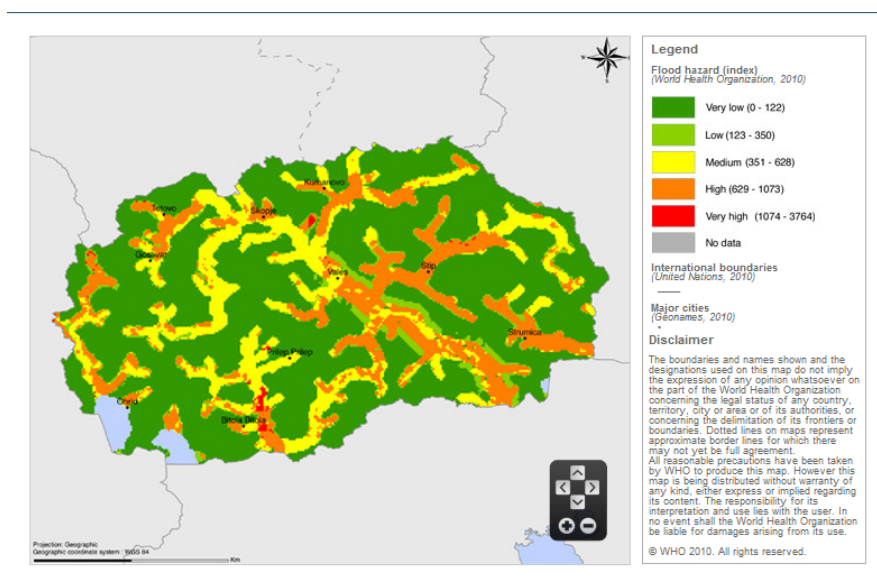 Legend
Flood hazard (index)
(World Health Organization, 2010)
Very low (0 - 122)
Low (123 - 350)
Medium (351 - 628)
High (629 - 1073)
Very high (1074 - 3764)
No data
International boundaries
(United Nations, 2010)
Major cities
(Geonames, 2010)
Disclaimer
The boundaries and names shown and the
designations used on this map do not imply
the expression of any opinion whatsoever on
the part of the World Health Organization
concerning the legal status of any country,
territory, city or area or of its authorities, or
concerning the delimitation of its frontiers or
boundaries. Dotted lines on maps represent
approximate border lines for which there
may not yet be full agreement.
All reasonable precautions have been taken
by WHO to produce this map. However this
map is being distributed without warranty of
any kind, either express or implied regarding
its content. The responsibility for its
interpretation and use lies with the user. In
no event shall the World Health Organization
be liable for damages arising from its use.
© WHO 2010. All rights reserved.
N
W
E
S
Kumanovo
Tetovo
Skopje
Gostivar
Veles
Stip
Strumica
Prilep Prilep
Ohrid
Bitola Bitola
Projection: Geographic
Geographic coordinate system : WGS 84
Km